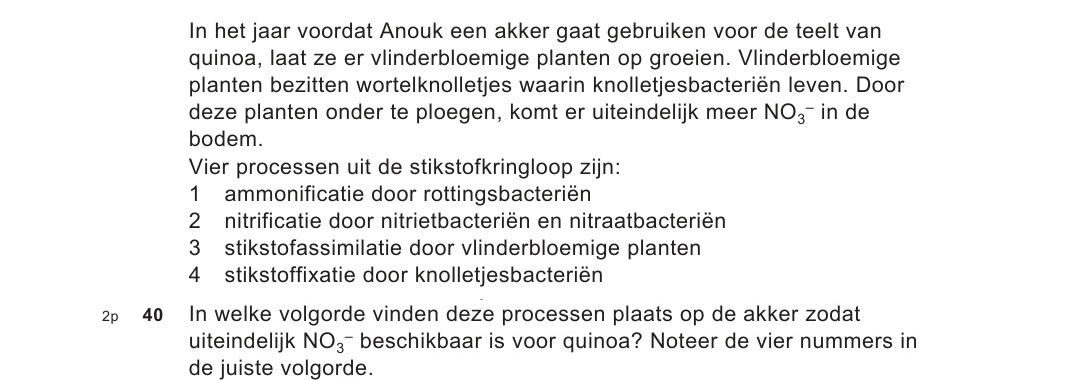 In het jaar voordat Anouk een akker gaat gebruiken voor de teelt van
quinoa, laat ze er vlinderbloemige planten op groeien. Vlinderbloemige
planten bezitten wortelknolletjes waarin knolletjesbacteriën leven. Door
deze planten onder te ploegen, komt er uiteindelijk meer NO₃⁻ in de
bodem.
Vier processen uit de stikstofkringloop zijn:
1 ammonificatie door rottingsbacteriën
2 nitrificatie door nitrietbacteriën en nitraatbacteriën
3 stikstofassimilatie door vlinderbloemige planten
4 stikstoffixatie door knolletjesbacteriën
2p 40 In welke volgorde vinden deze processen plaats op de akker zodat
uiteindelijk NO₃⁻ beschikbaar is voor quinoa? Noteer de vier nummers in
de juiste volgorde.